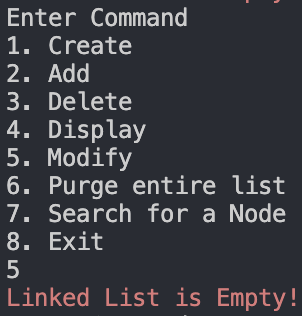 Enter Command
1. Create
2. Add
3. Delete
4. Display
5. Modify
6. Purge entire list
7. Search for a Node
8. Exit
5
Linked List is Empty!